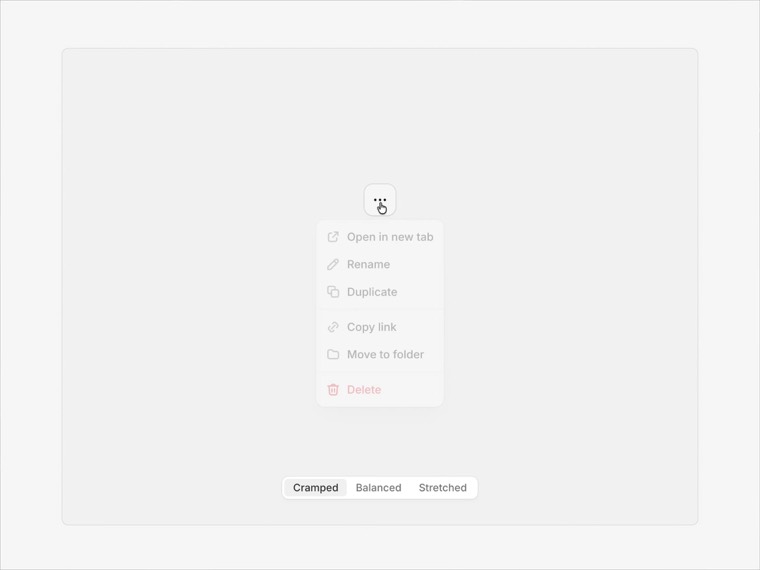 Open in new tab
Rename
Duplicate
Copy link
Move to folder
Delete
Cramped Balanced Stretched